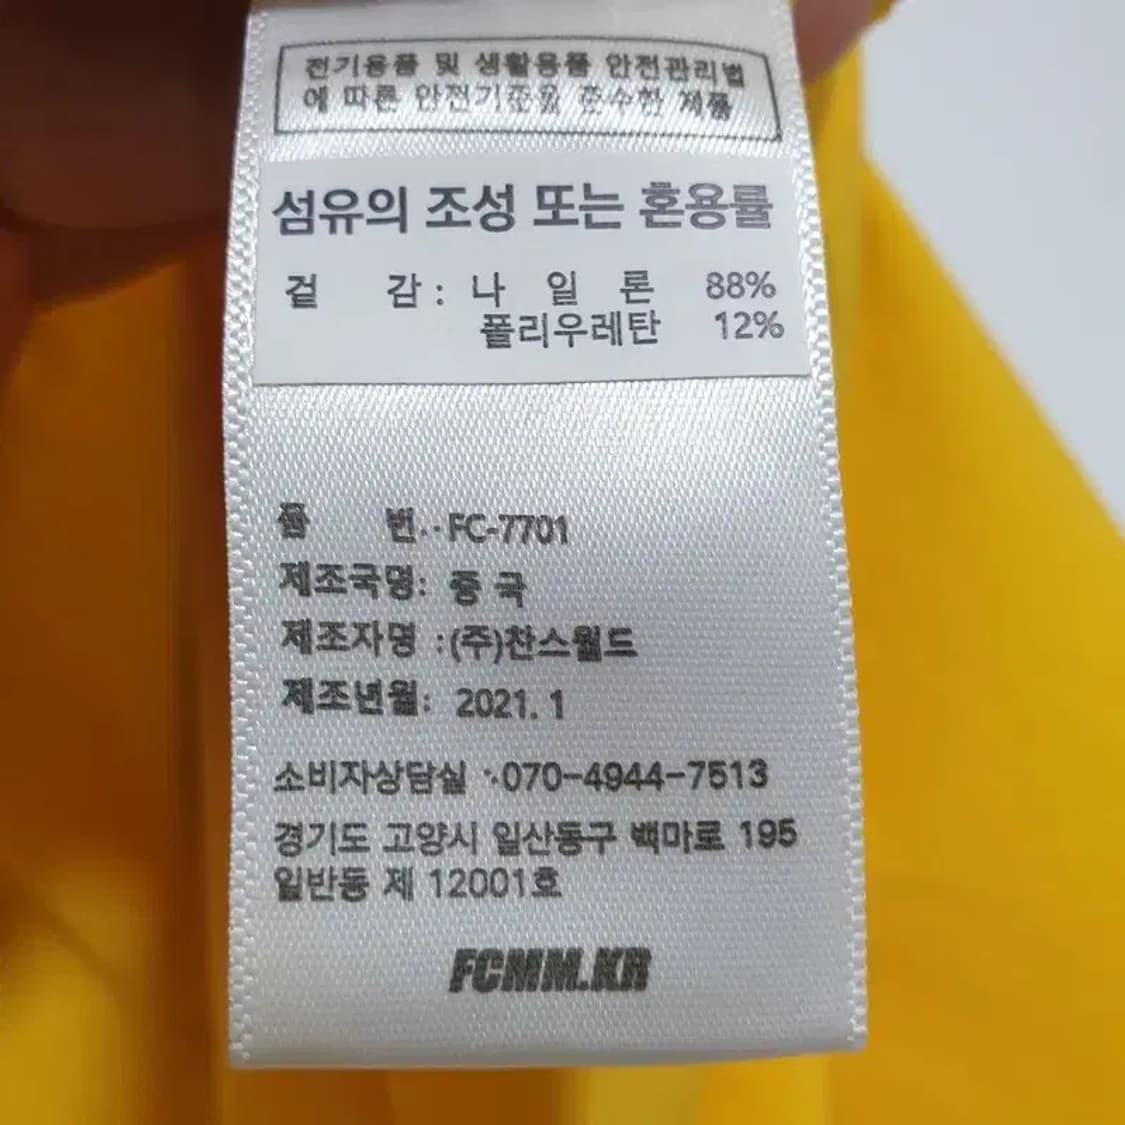 전기용품 및 생활용품 안전관리법
에 따른 안전기준을 준수한 제품
섬유의 조성 또는 혼용률
겉 감 : 나 일 론 88%
폴리우레탄 12%
품 번 : FC-7701
제조국명: 중 국
제조자명 :(주)찬스월드
제조년월: 2021. 1
소비자상담실 : 070-4944-7513
경기도 고양시 일산동구 백마로 195
일반동 제 12001호
FCMM.KR